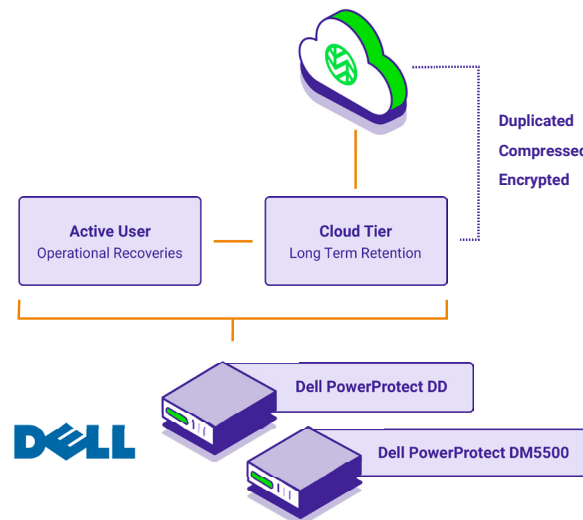 Duplicated
Compressed
Encrypted
Active User
Operational Recoveries
Cloud Tier
Long Term Retention
Dell PowerProtect DD
DELL
Dell PowerProtect DM5500